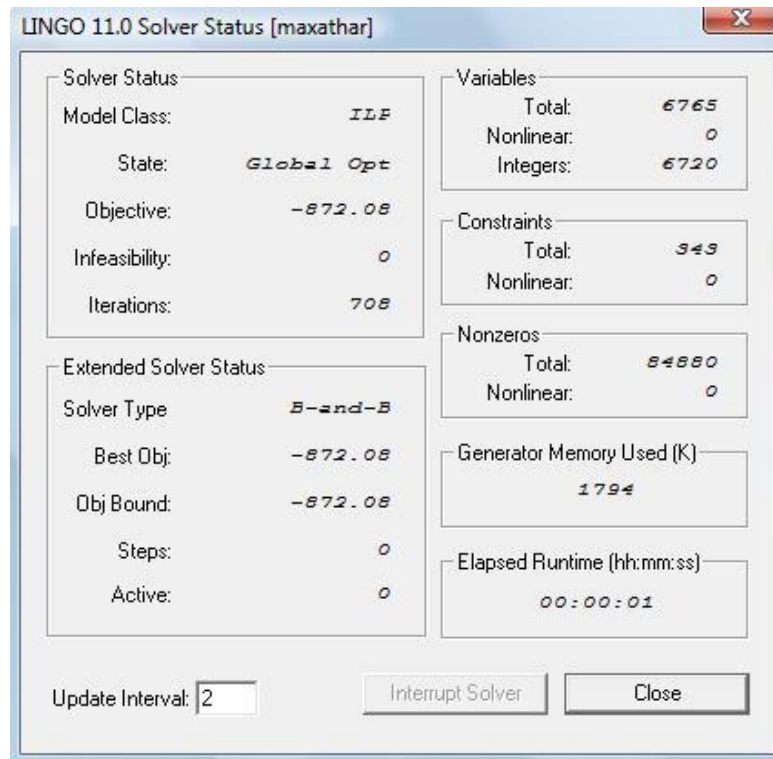 LINGO 11.0 Solver Status [maxathar]
X
Solver Status
Model Class: ILP
State: Global Opt
Objective: -872.08
Infeasibility: 0
Iterations: 708
Extended Solver Status
Solver Type B-and-B
Best Obj: -872.08
Obj Bound: -872.08
Steps: 0
Active: 0
Update Interval: 2
Variables
Total: 6765
Nonlinear: 0
Integers: 6720
Constraints
Total: 343
Nonlinear: 0
Nonzeros
Total: 84880
Nonlinear: 0
Generator Memory Used (K)
1794
Elapsed Runtime (hh:mm:ss)
00:00:01
Interrupt Solver
Close